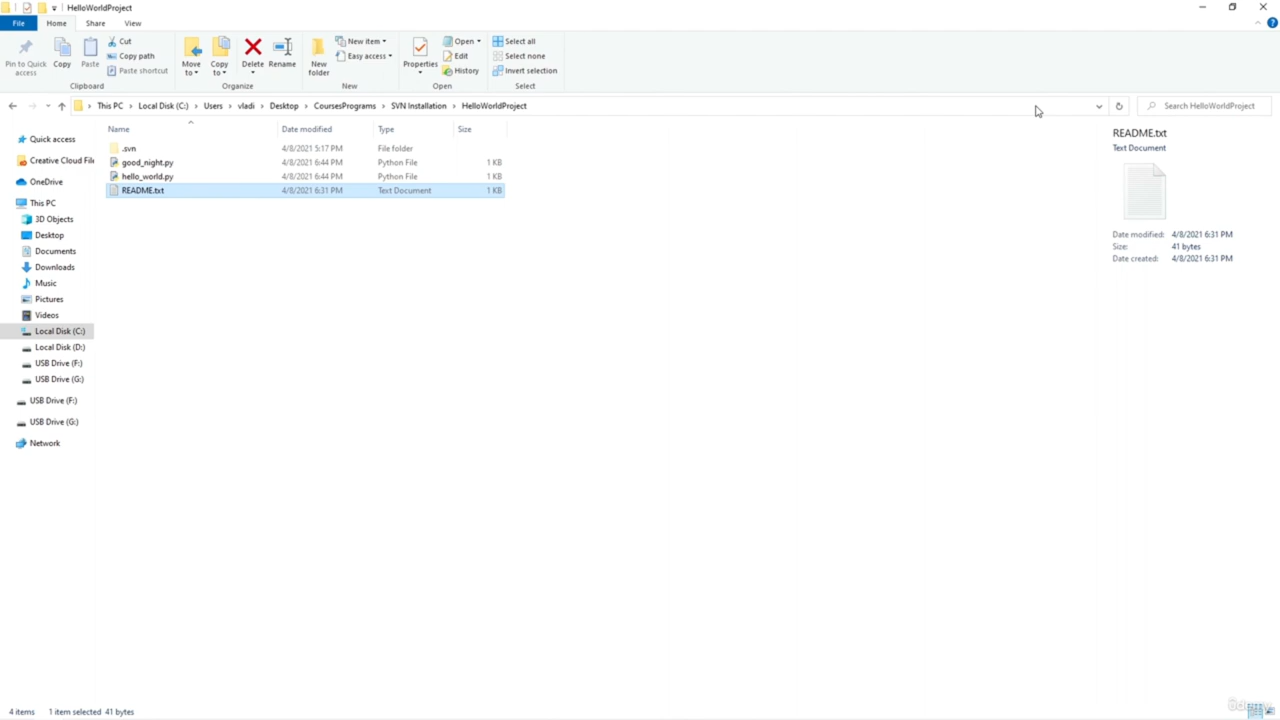 HelloWorldProject
File Home Share View
Pin to Quick access
Copy
Paste
Cut
Copy path
Paste shortcut
Clipboard
Move to
Copy to
Delete
Rename
Organize
New folder
New item
Easy access
New
Properties
Open
Edit
History
Open
Select all
Select none
Invert selection
Select
This PC Local Disk (C:) Users vladi Desktop CoursesPrograms SVN Installation HelloWorldProject
Search HelloWorldProject
Name Date modified Type Size
.svn 4/8/2021 5:17 PM File folder
good_night.py 4/8/2021 6:44 PM Python File 1 KB
hello_world.py 4/8/2021 6:44 PM Python File 1 KB
README.txt 4/8/2021 6:31 PM Text Document 1 KB
Quick access
Creative Cloud File
OneDrive
This PC
3D Objects
Desktop
Documents
Downloads
Music
Pictures
Videos
Local Disk (C:)
Local Disk (D:)
USB Drive (F:)
USB Drive (G:)
USB Drive (F:)
USB Drive (G:)
Network
README.txt
Text Document
Date modified: 4/8/2021 6:31 PM
Size: 41 bytes
Date created: 4/8/2021 6:31 PM
4 items 1 item selected 41 bytes